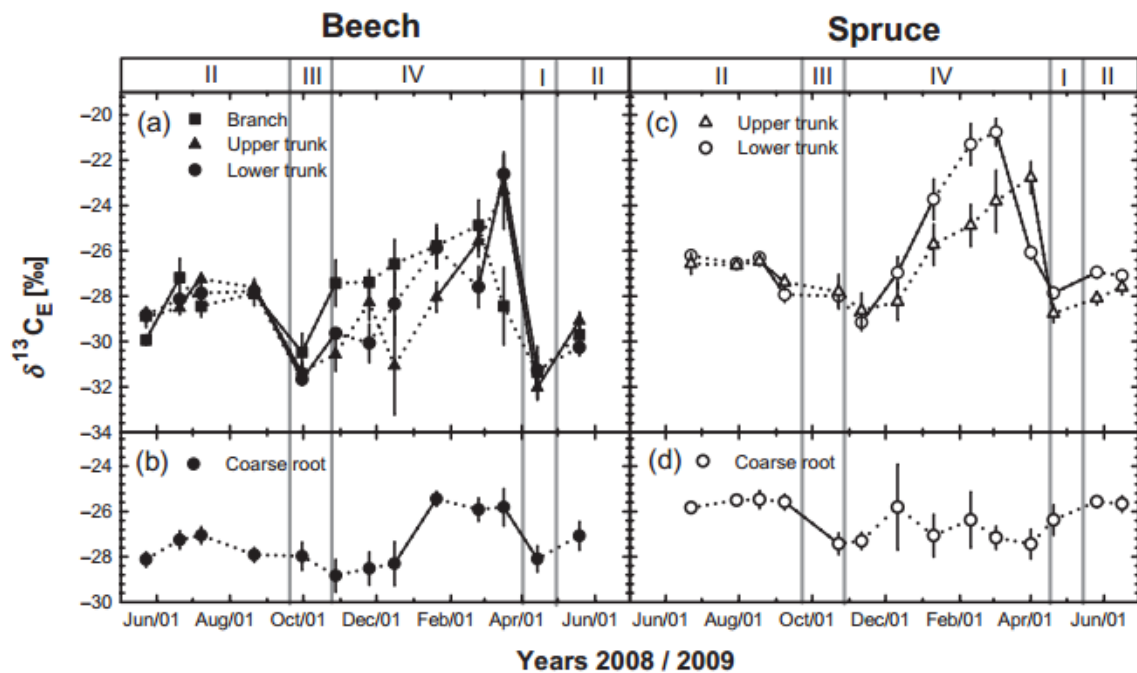 Beech
Spruce
II III IV I II
II III IV I II
(a)
Branch
Upper trunk
Lower trunk
(c)
Upper trunk
Lower trunk
−20
−22
−24
−26
−28
−30
−32
−34
δ¹³C_E [‰]
(b) Coarse root
(d) Coarse root
−24
−26
−28
−30
Jun/01 Aug/01 Oct/01 Dec/01 Feb/01 Apr/01 Jun/01
Jun/01 Aug/01 Oct/01 Dec/01 Feb/01 Apr/01 Jun/01
Years 2008 / 2009